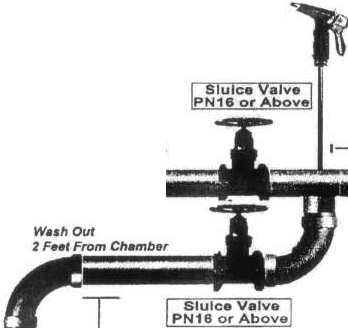 Sluice Valve
PN16 or Above
Wash Out
2 Feet From Chamber
Sluice Valve
PN16 or Above